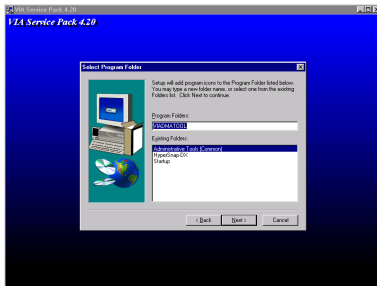 VIA Service Pack 4.20
VIA Service Pack 4.20
Select Program Folder
Setup will add program icons to the Program Folder listed below.
You may type a new folder name, or select one from the existing
Folders list. Click Next to continue.
Program Folders:
VIADMATOOL
Existing Folders:
Administrative Tools (Common)
HyperSnap-DX
Startup
< Back
Next >
Cancel